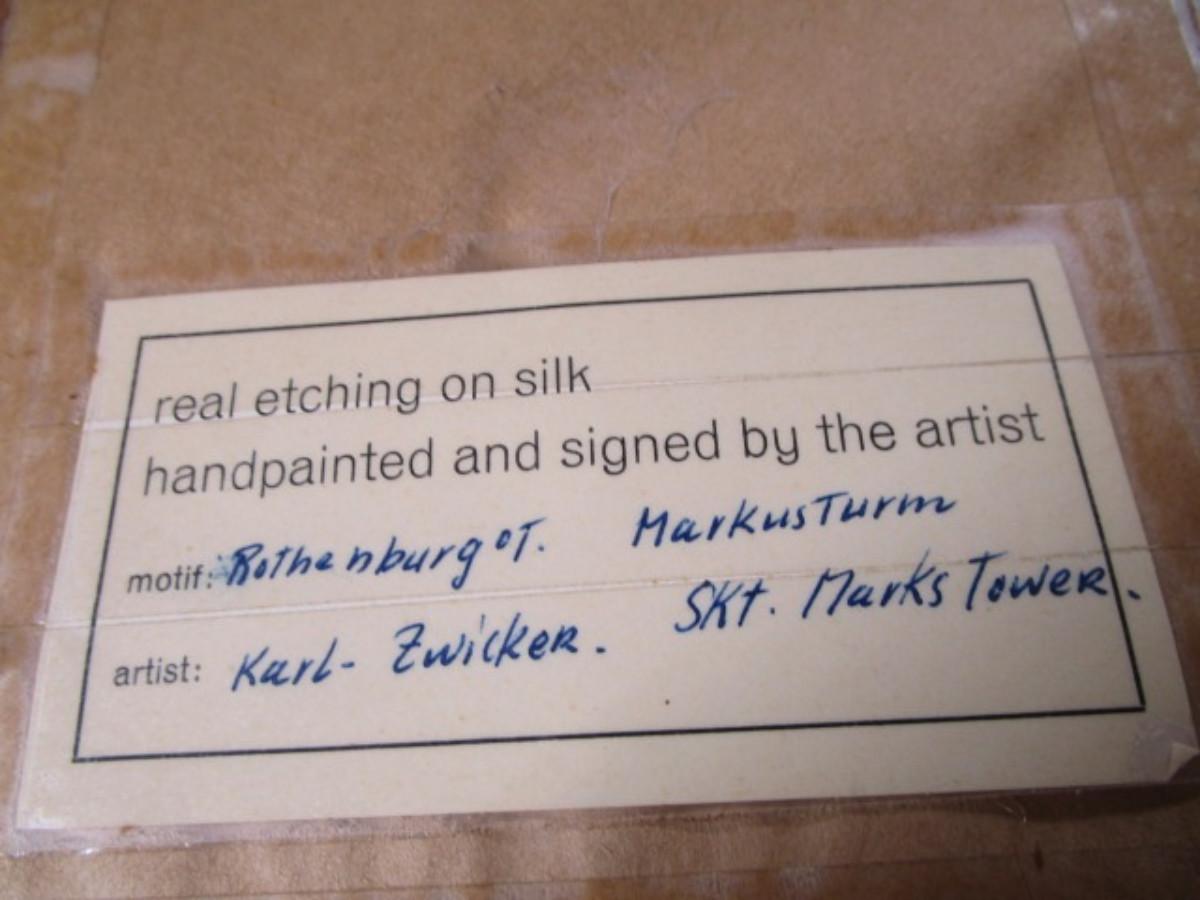 real etching on silk
handpainted and signed by the artist
motif: Rothenburg oT. Markusturm
artist: Karl- Zwicker. SKt. Marks Tower.